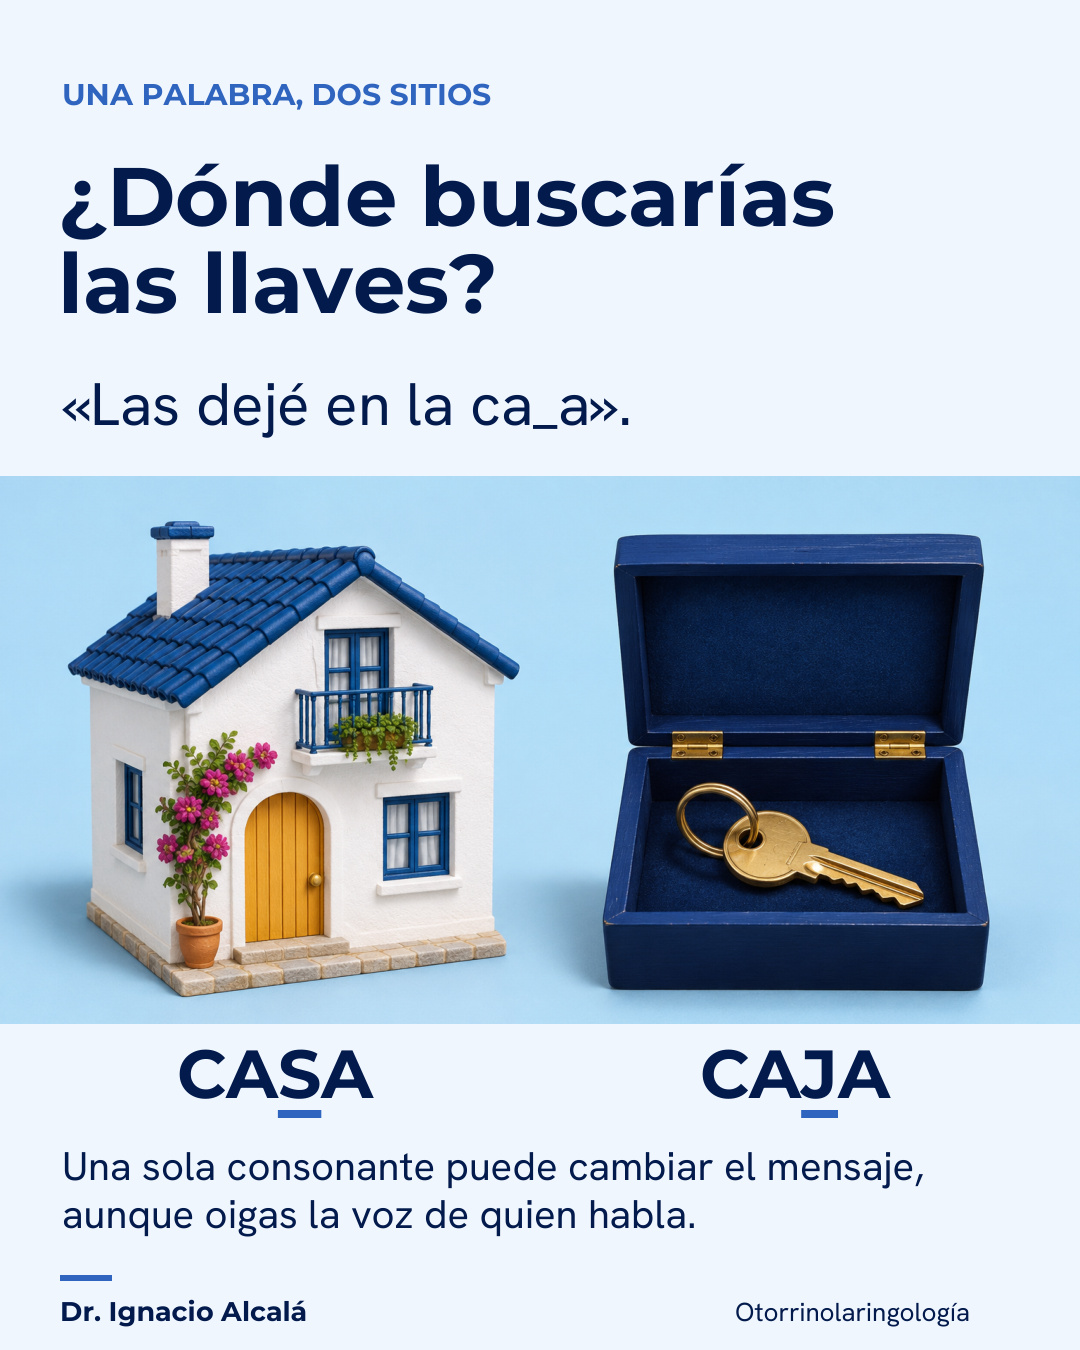 UNA PALABRA, DOS SITIOS
¿Dónde buscarías
las llaves?
«Las dejé en la ca_a».
CASA
CAJA
Una sola consonante puede cambiar el mensaje,
aunque oigas la voz de quien habla.
Dr. Ignacio Alcalá
Otorrinolaringología